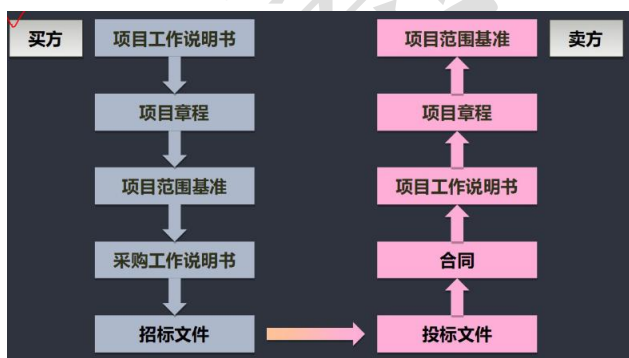 买方
项目工作说明书
项目章程
项目范围基准
采购工作说明书
招标文件
项目范围基准
卖方
项目章程
项目工作说明书
合同
投标文件